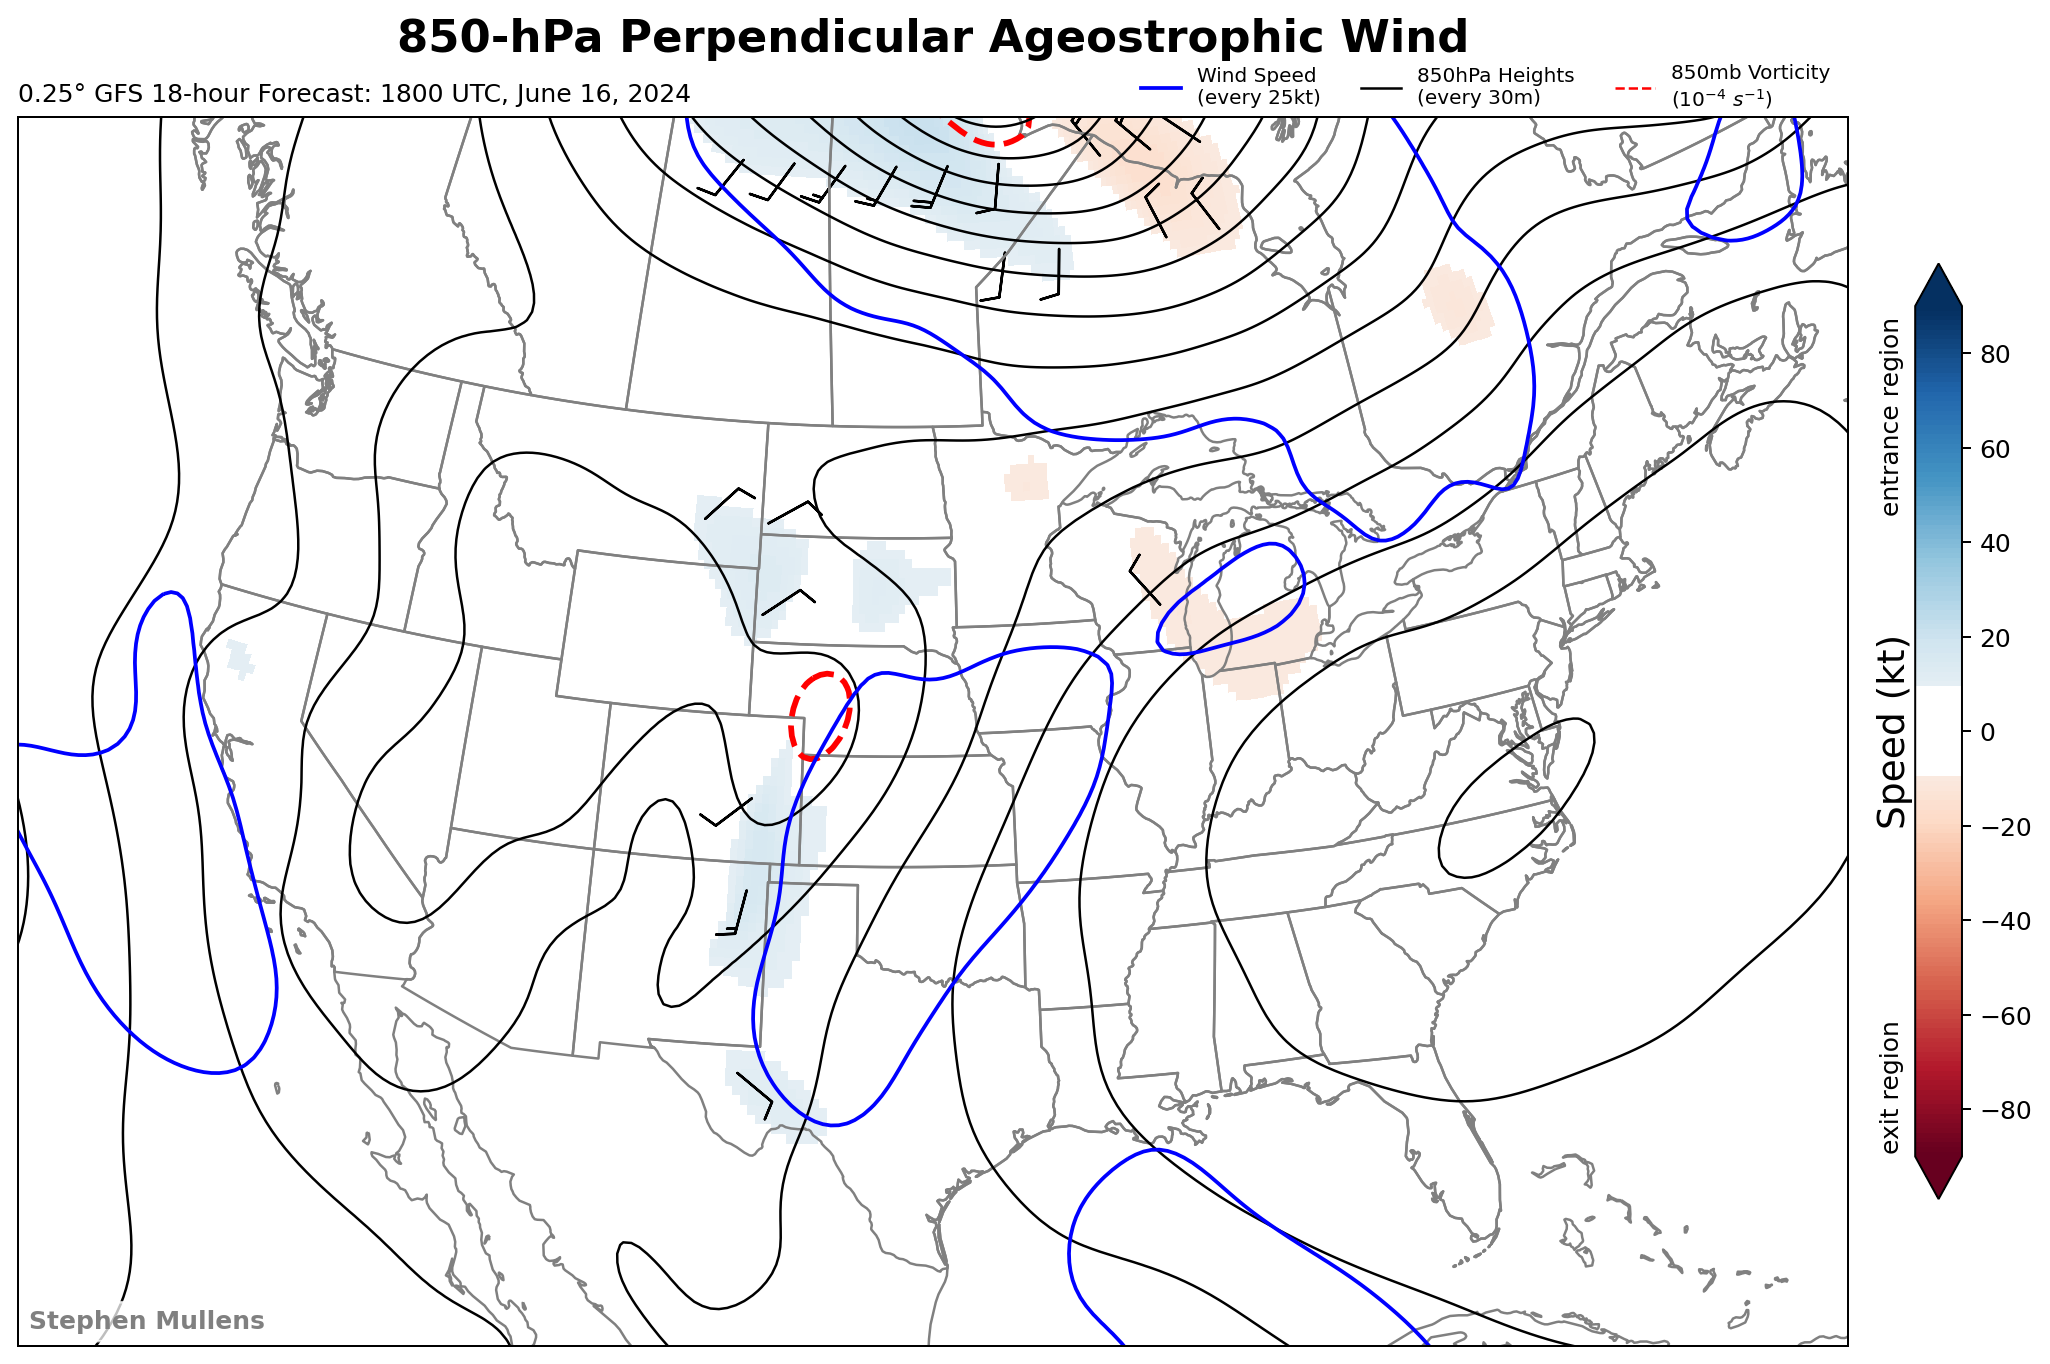 850-hPa Perpendicular Ageostrophic Wind
0.25° GFS 18-hour Forecast: 1800 UTC, June 16, 2024
Wind Speed
(every 25kt)
850hPa Heights
(every 30m)
850mb Vorticity
(10⁻⁴ s⁻¹)
entrance region
Speed (kt)
exit region
80
60
40
20
0
−20
−40
−60
−80
Stephen Mullens